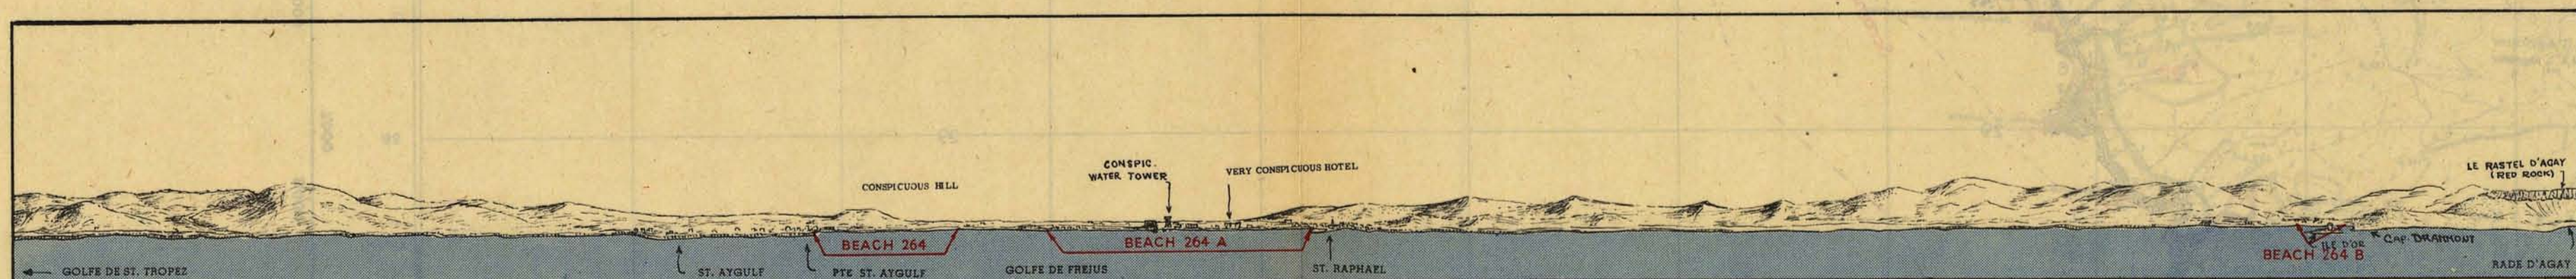 CONSPIC.
WATER TOWER
VERY CONSPICUOUS HOTEL
CONSPICUOUS HILL
LE RASTEL D'AGAY
(RED ROCK)
BEACH 264
BEACH 264 A
ILE D'OR
CAP. DRAMMONT
BEACH 264 B
GOLFE DE ST. TROPEZ
ST. AYGULF
PTE ST. AYGULF
GOLFE DE FREJUS
ST. RAPHAEL
RADE D'AGAY